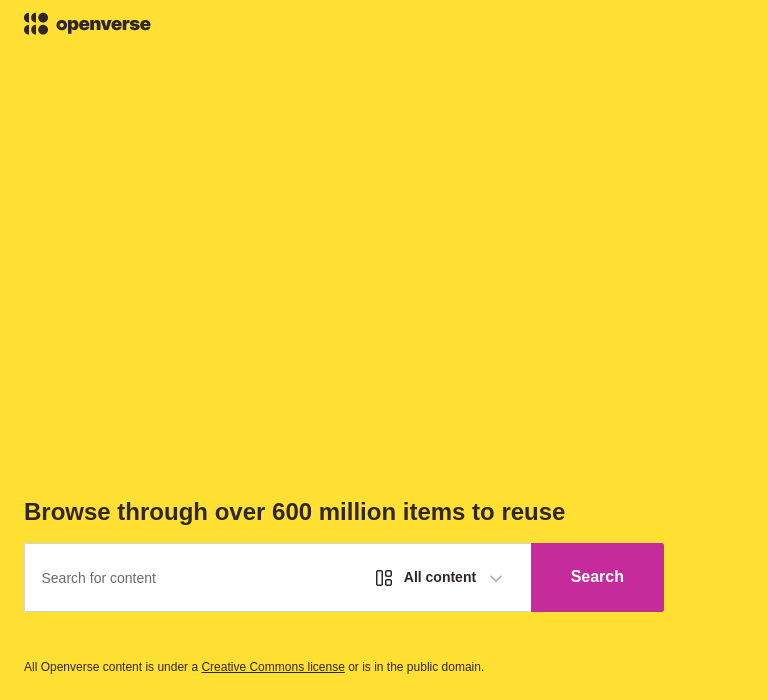 openverse
Browse through over 600 million items to reuse
Search for content
All content
Search
All Openverse content is under a Creative Commons license or is in the public domain.